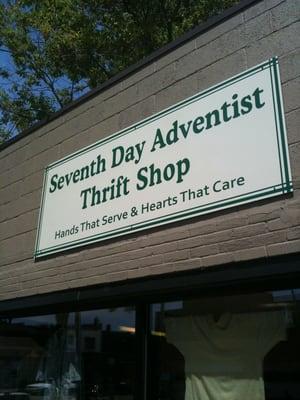 Seventh Day Adventist
Thrift Shop
Hands That Serve & Hearts That Care